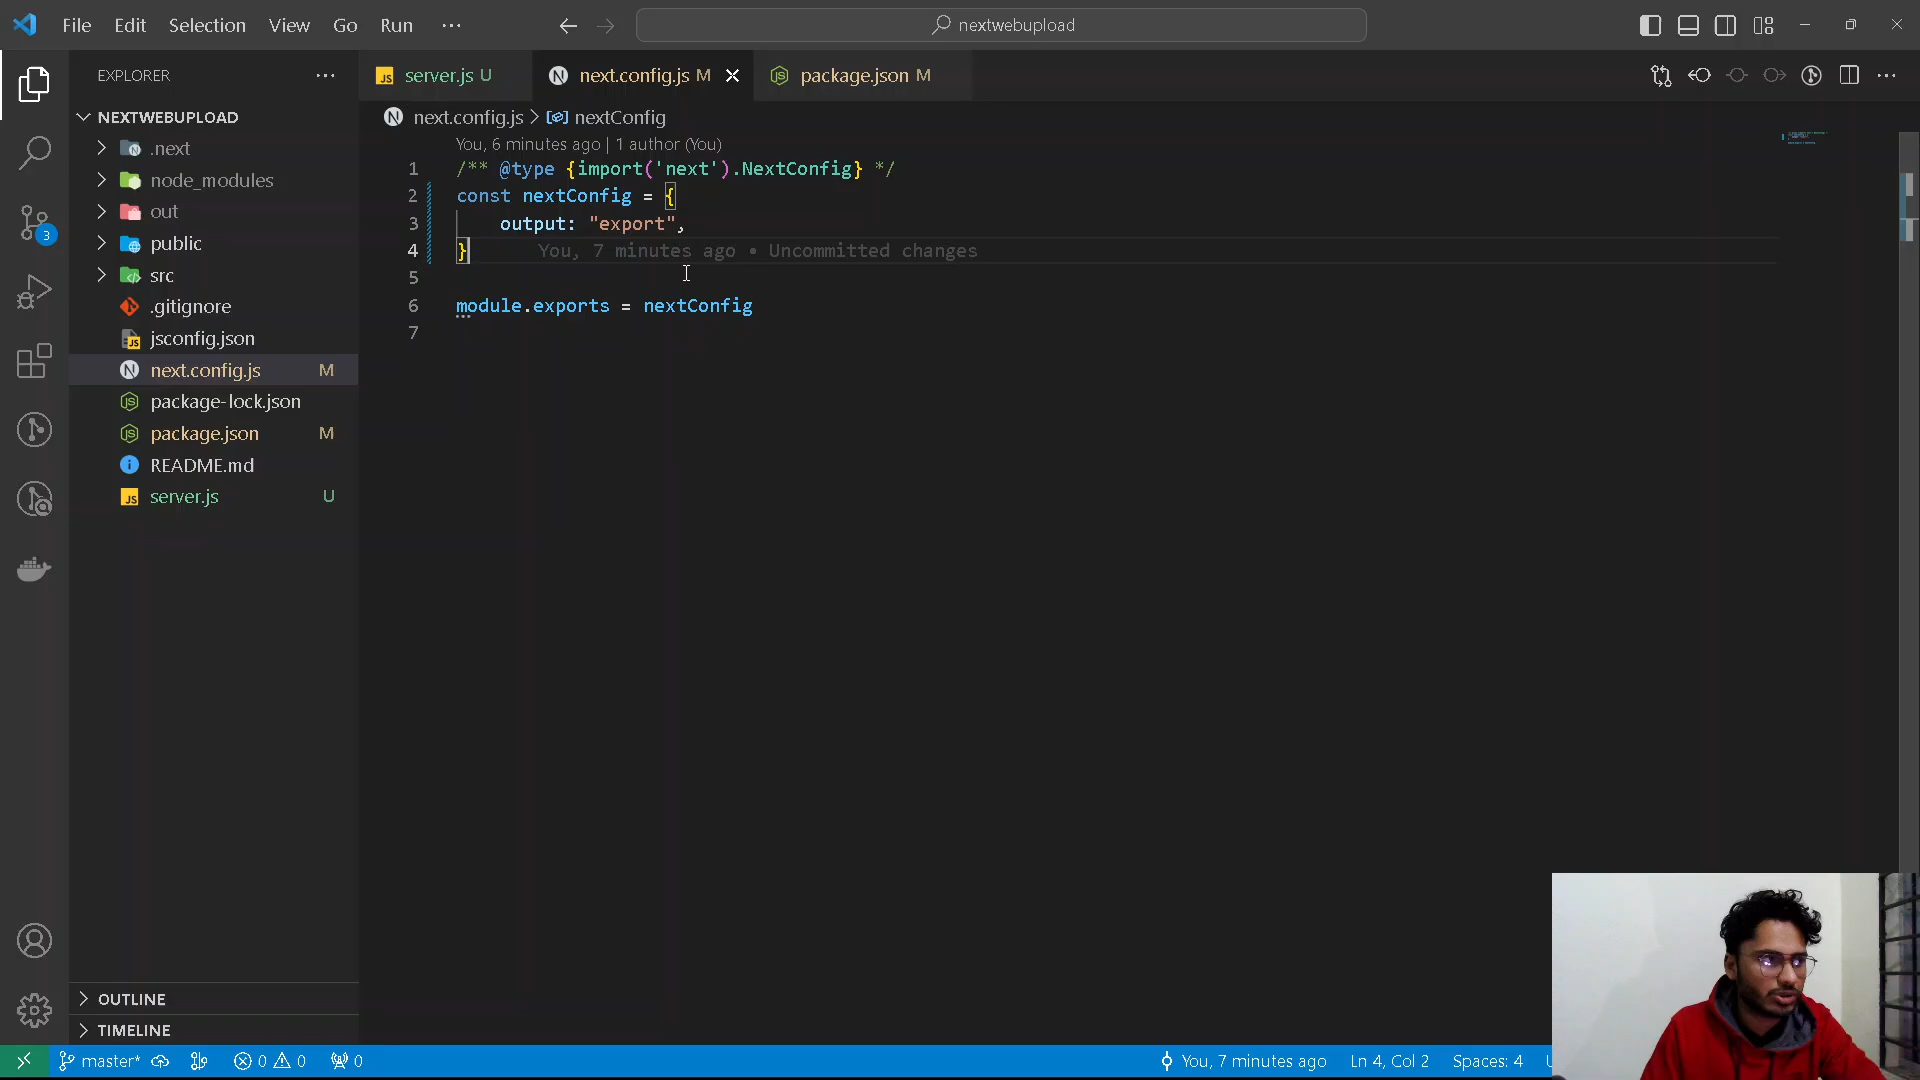 File Edit Selection View Go Run ··· nextwebupload
EXPLORER
server.js U next.config.js M package.json M
NEXTWEBUPLOAD
.next
node_modules
out
public
src
.gitignore
jsconfig.json
next.config.js M
package-lock.json
package.json M
README.md
server.js U
OUTLINE
TIMELINE
next.config.js > nextConfig
You, 6 minutes ago | 1 author (You)
1 /** @type {import('next').NextConfig} */
2 const nextConfig = {
3 output: "export",
4 } You, 7 minutes ago • Uncommitted changes
5
6 module.exports = nextConfig
7
3
master* 0 0 0 You, 7 minutes ago Ln 4, Col 2 Spaces: 4